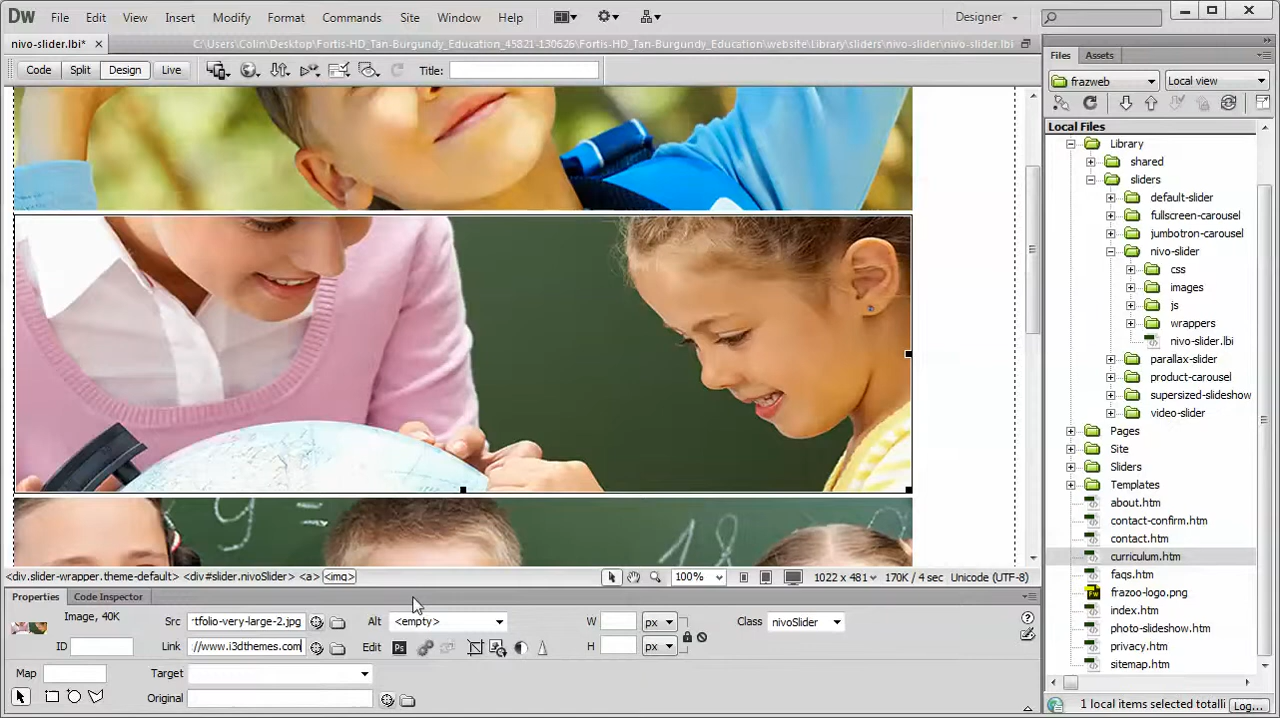 Dw File Edit View Insert Modify Format Commands Site Window Help Designer
nivo-slider.lbi* × C:\Users\Colin\Desktop\Fortis-HD_Tan-Burgundy_Education_45821-130626\Fortis-HD_Tan-Burgundy_Education\website\Library\sliders\nivo-slider\nivo-slider.lbi
Code Split Design Live Title:
Files Assets
frazweb Local view
Local Files
Library
shared
sliders
default-slider
fullscreen-carousel
jumbotron-carousel
nivo-slider
css
images
js
wrappers
nivo-slider.lbi
parallax-slider
product-carousel
supersized-slideshow
video-slider
Pages
Site
Sliders
Templates
about.htm
contact-confirm.htm
contact.htm
curriculum.htm
faqs.htm
frazoo-logo.png
index.htm
photo-slideshow.htm
privacy.htm
sitemap.htm
1 local items selected totalli Log...
<div.slider-wrapper.theme-default> <div#slider.nivoSlider> <a> <img> 100% 1022 x 481 170K / 4 sec Unicode (UTF-8)
Properties Code Inspector
Image, 40K Src tfolio-very-large-2.jpg Alt <empty> W px Class nivoSlider
ID Link //www.i3dthemes.com Edit Ps H px
Map Target
Original